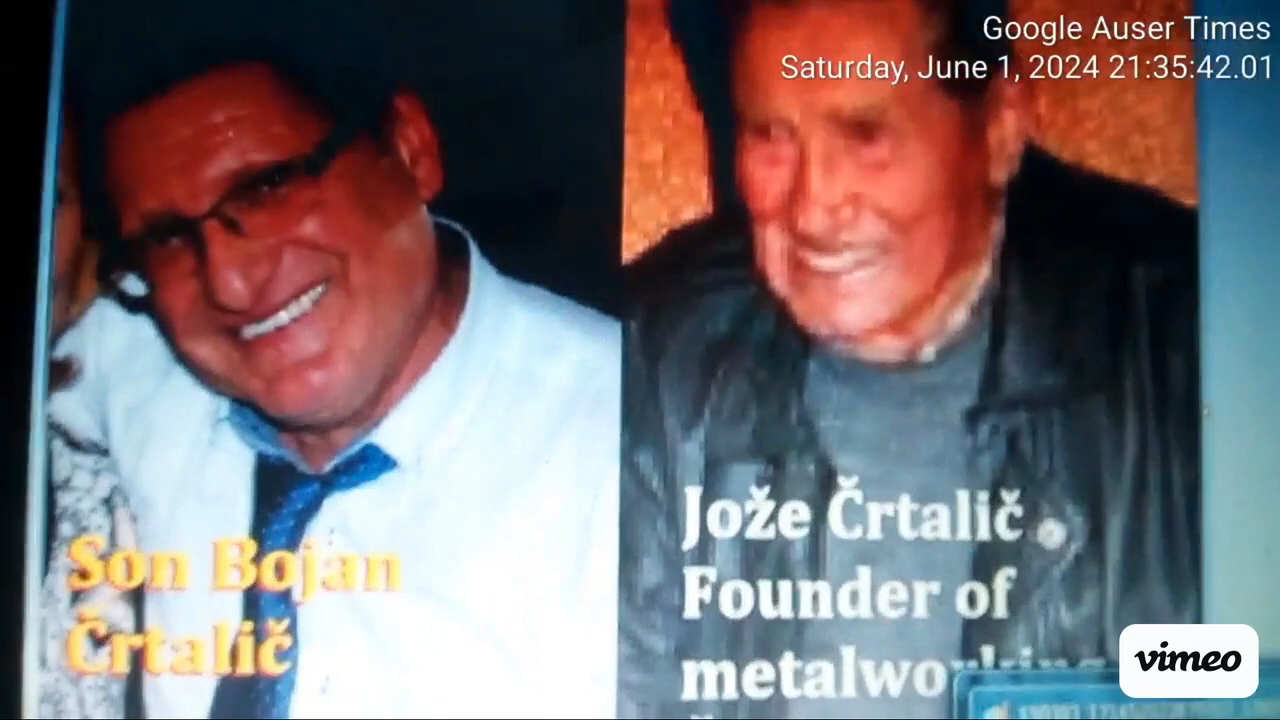 Google Auser Times
Saturday, June 1, 2024 21:35:42.01
Son Bojan
Črtalič
Jože Črtalič
Founder of
metalworking
vimeo